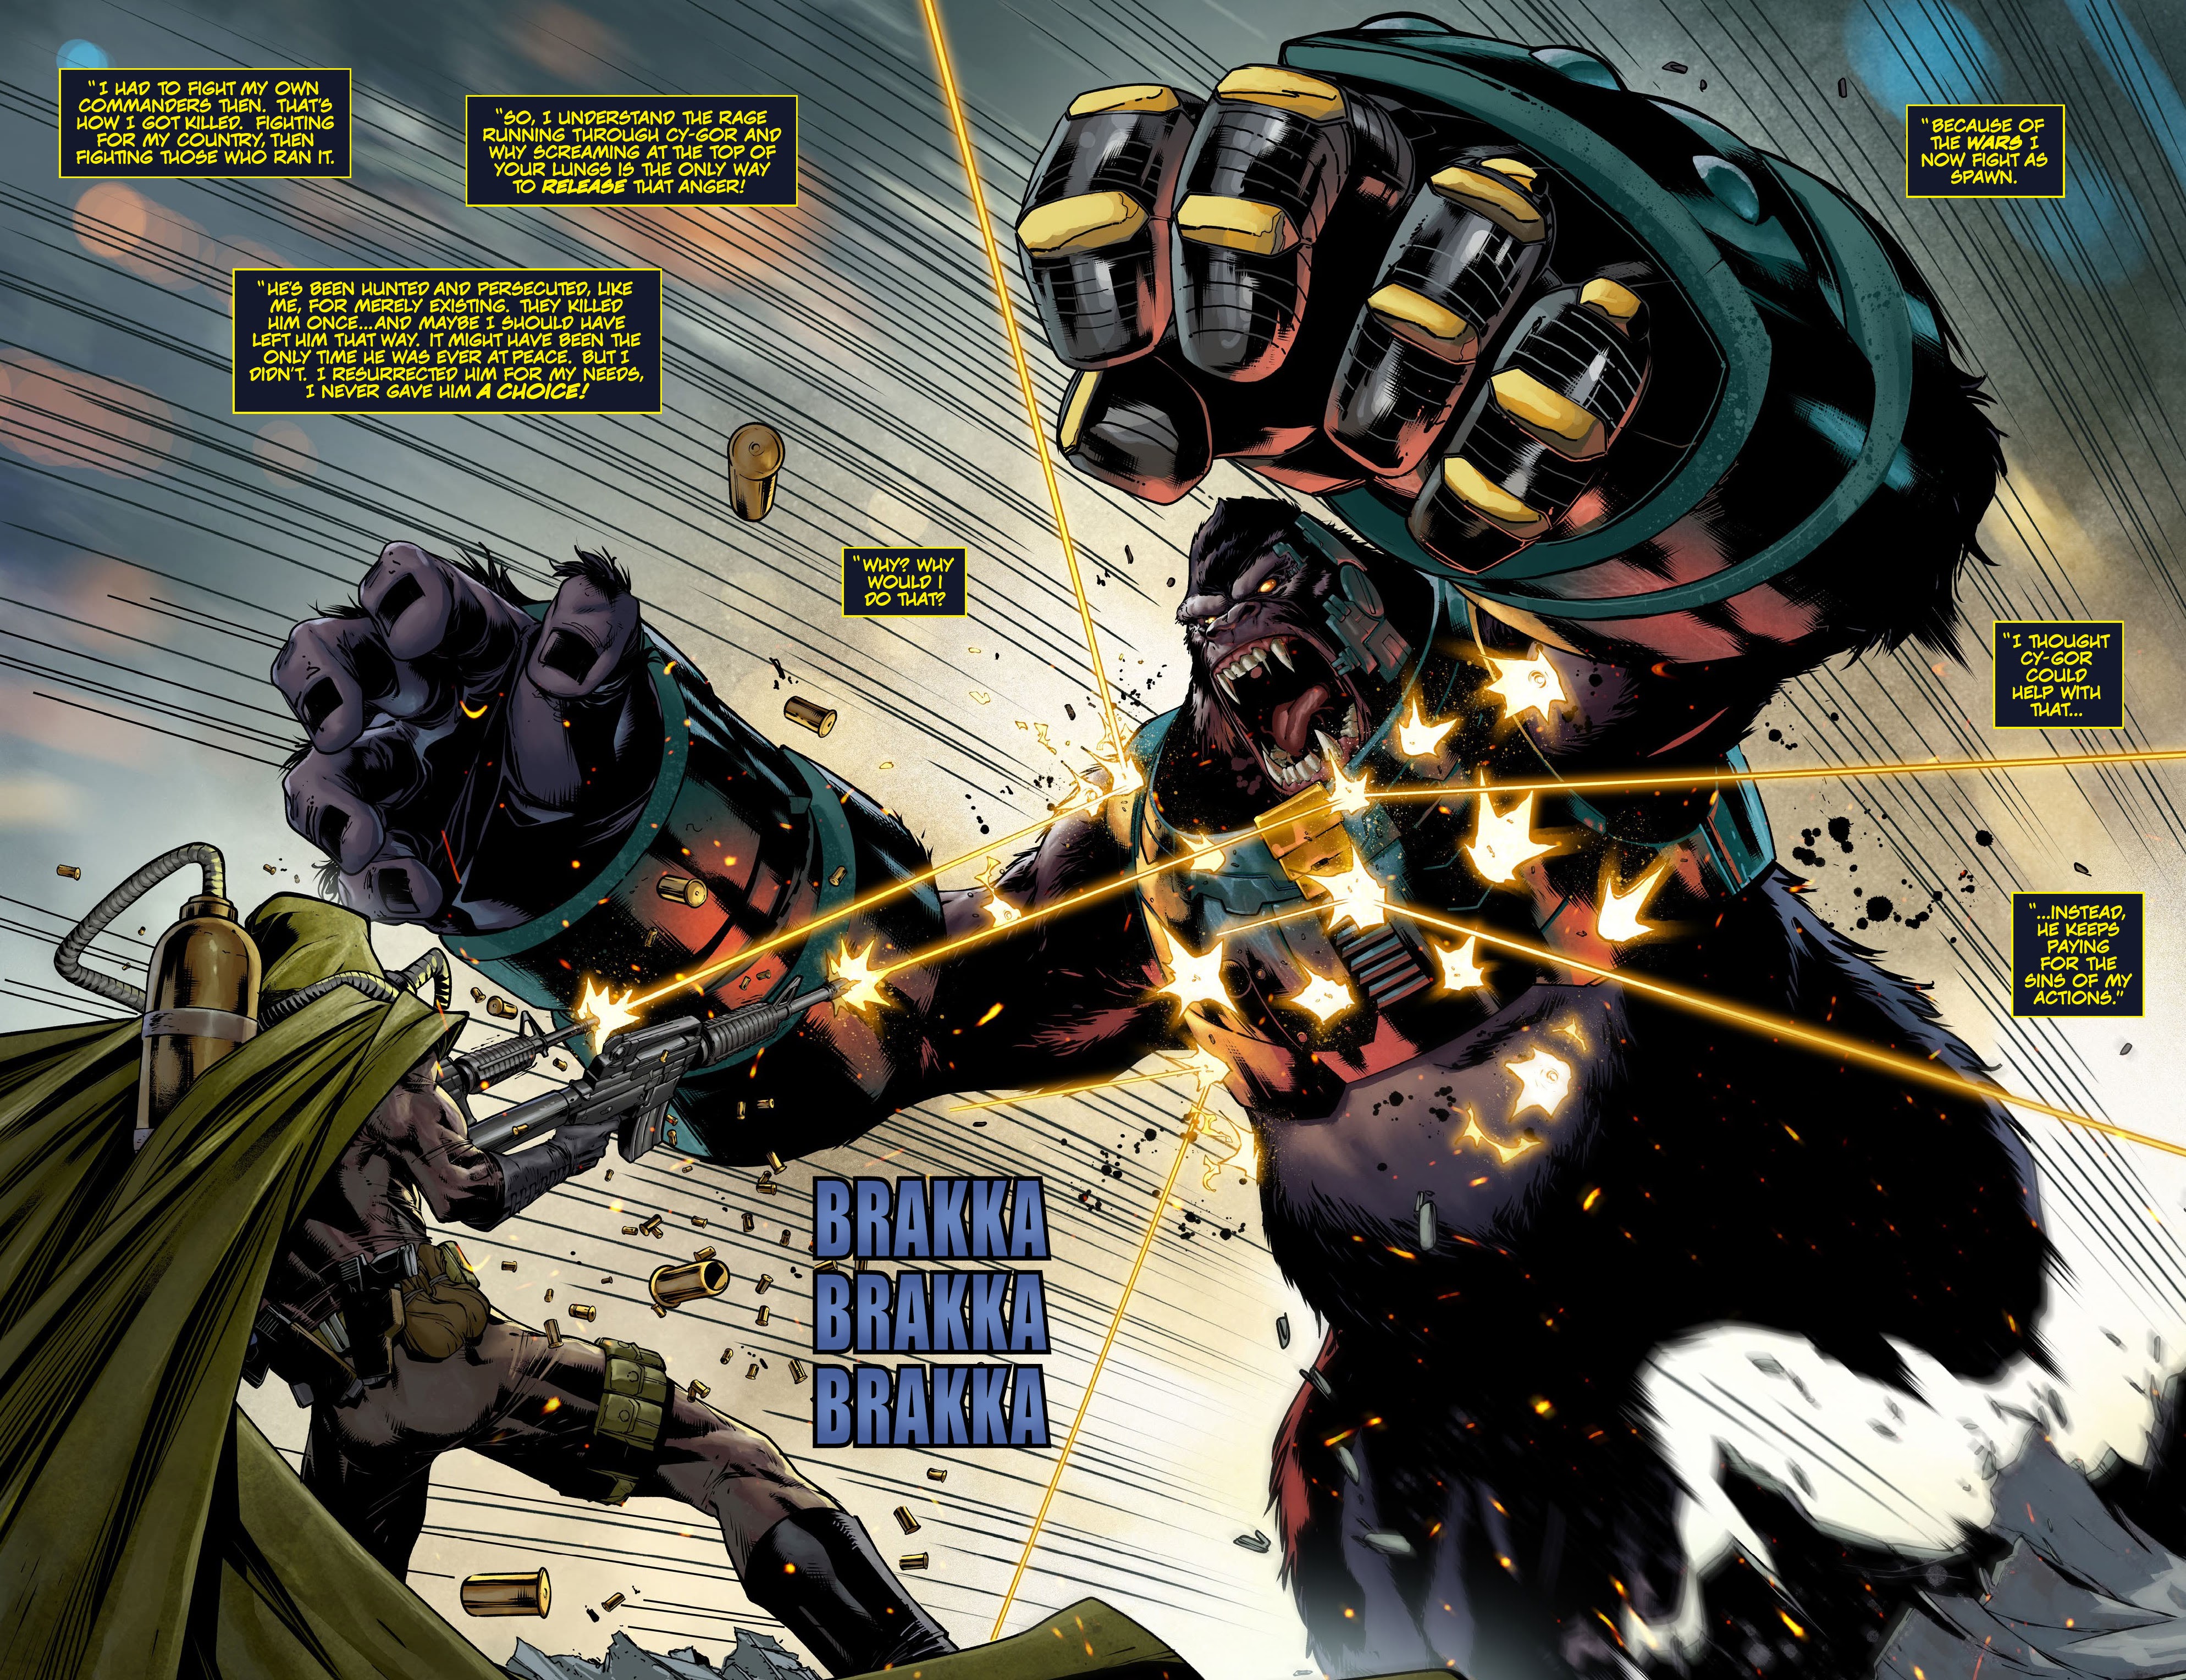 "I HAD TO FIGHT MY OWN
COMMANDERS THEN. THAT'S
HOW I GOT KILLED. FIGHTING
FOR MY COUNTRY, THEN
FIGHTING THOSE WHO RAN IT.
"SO, I UNDERSTAND THE RAGE
RUNNING THROUGH CY-GOR AND
WHY SCREAMING AT THE TOP OF
YOUR LUNGS IS THE ONLY WAY
TO RELEASE THAT ANGER!
"HE'S BEEN HUNTED AND PERSECUTED, LIKE
ME, FOR MERELY EXISTING. THEY KILLED
HIM ONCE...AND MAYBE I SHOULD HAVE
LEFT HIM THAT WAY. IT MIGHT HAVE BEEN THE
ONLY TIME HE WAS EVER AT PEACE. BUT I
DIDN'T. I RESURRECTED HIM FOR MY NEEDS,
I NEVER GAVE HIM A CHOICE!
"WHY? WHY
WOULD I
DO THAT?
BRAKKA
BRAKKA
BRAKKA
"BECAUSE OF
THE WARS I
NOW FIGHT AS
SPAWN.
"I THOUGHT
CY-GOR
COULD
HELP WITH
THAT...
"...INSTEAD,
HE KEEPS
PAYING
FOR THE
SINS OF MY
ACTIONS."